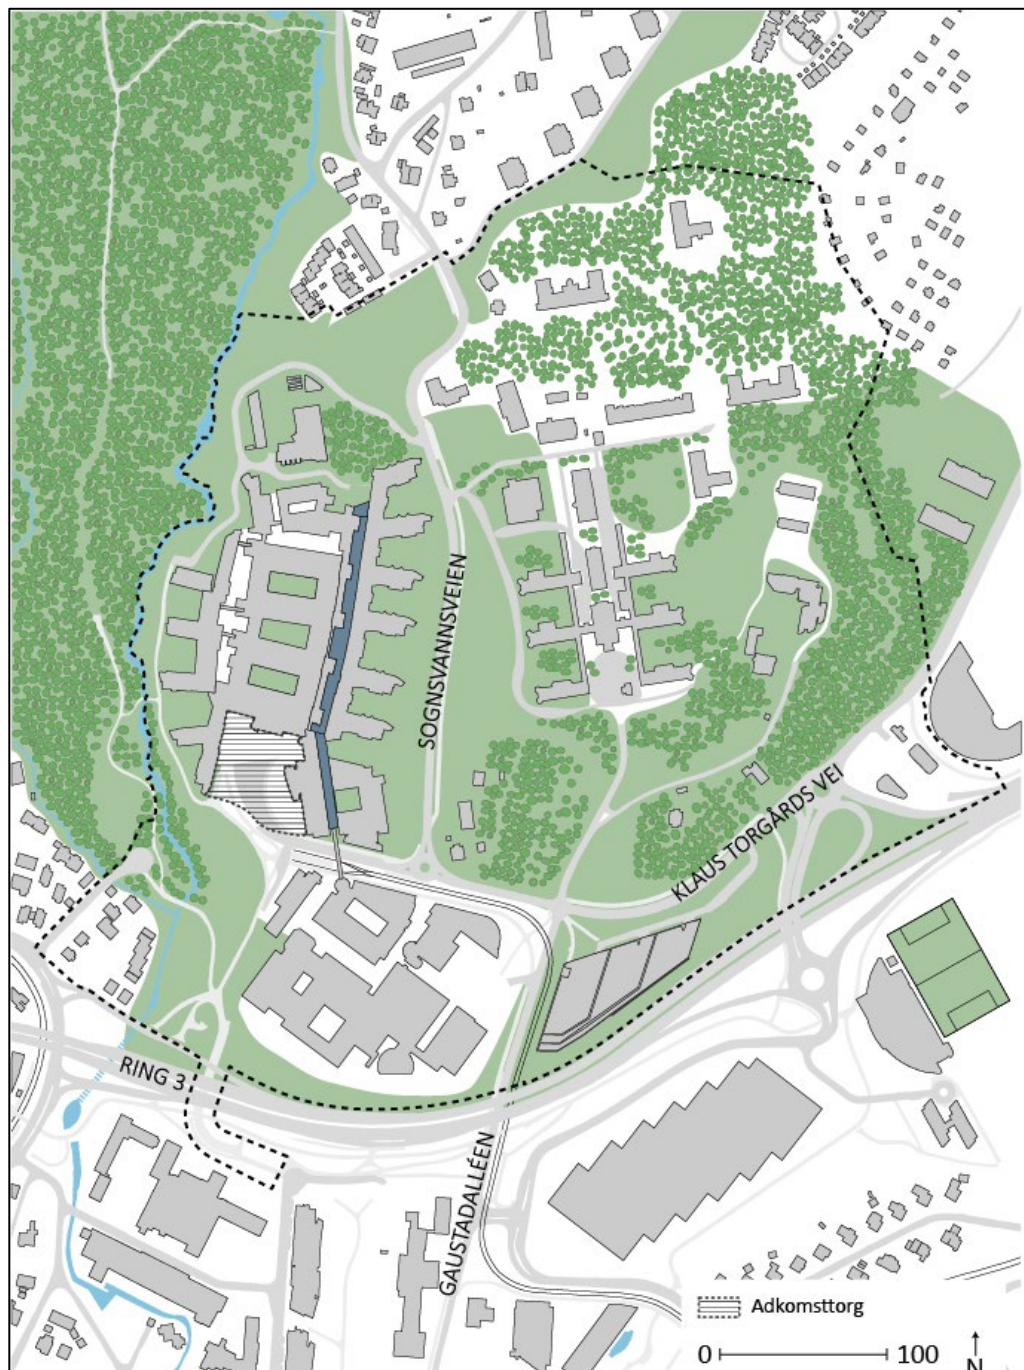 SOGNSVANNSVEIEN
KLAUS TORGÅRDS VEI
RING 3
GAUSTADALLÉEN
Adkomsttorg
0 100
N